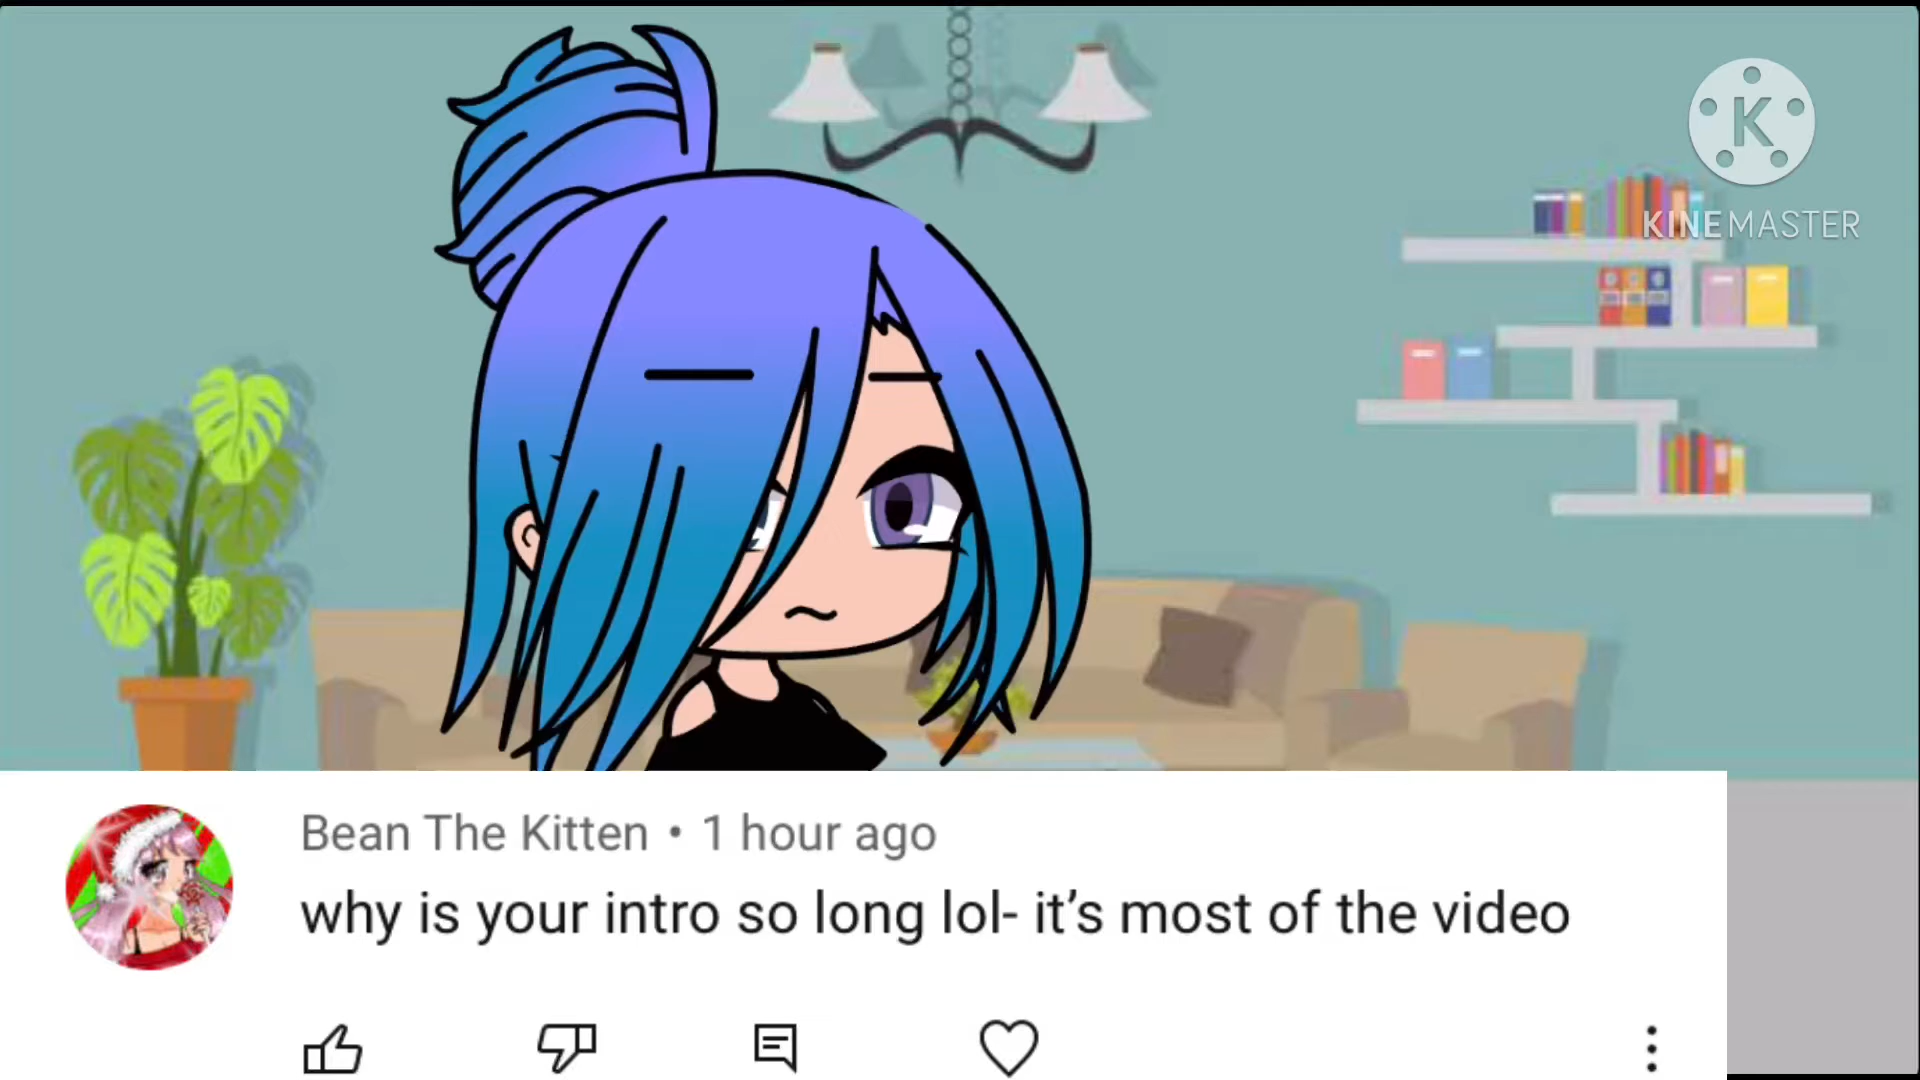 K
KINEMASTER
Bean The Kitten • 1 hour ago
why is your intro so long lol- it’s most of the video